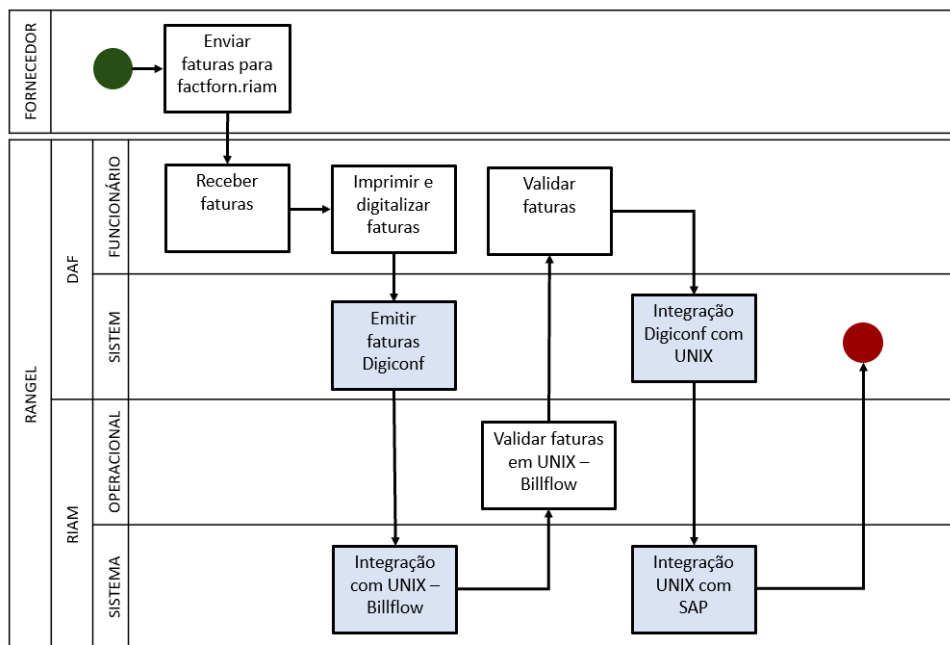 FORNECEDOR
Enviar
faturas para
factforn.riam
RANGEL
DAF
FUNCIONÁRIO
Receber
faturas
Imprimir e
digitalizar
faturas
Validar
faturas
SISTEM
Emitir
faturas
Digiconf
Integração
Digiconf com
UNIX
RIAM
OPERACIONAL
Validar faturas
em UNIX –
Billflow
SISTEMA
Integração
com UNIX –
Billflow
Integração
UNIX com
SAP